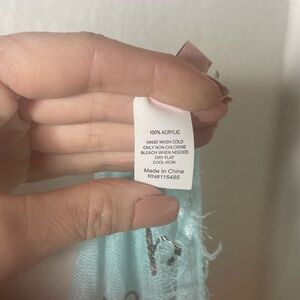 100% ACRYLIC
HAND WASH COLD
ONLY NON-CHLORINE
BLEACH WHEN NEEDED
DRY FLAT
COOL IRON
Made In China
RN#115485